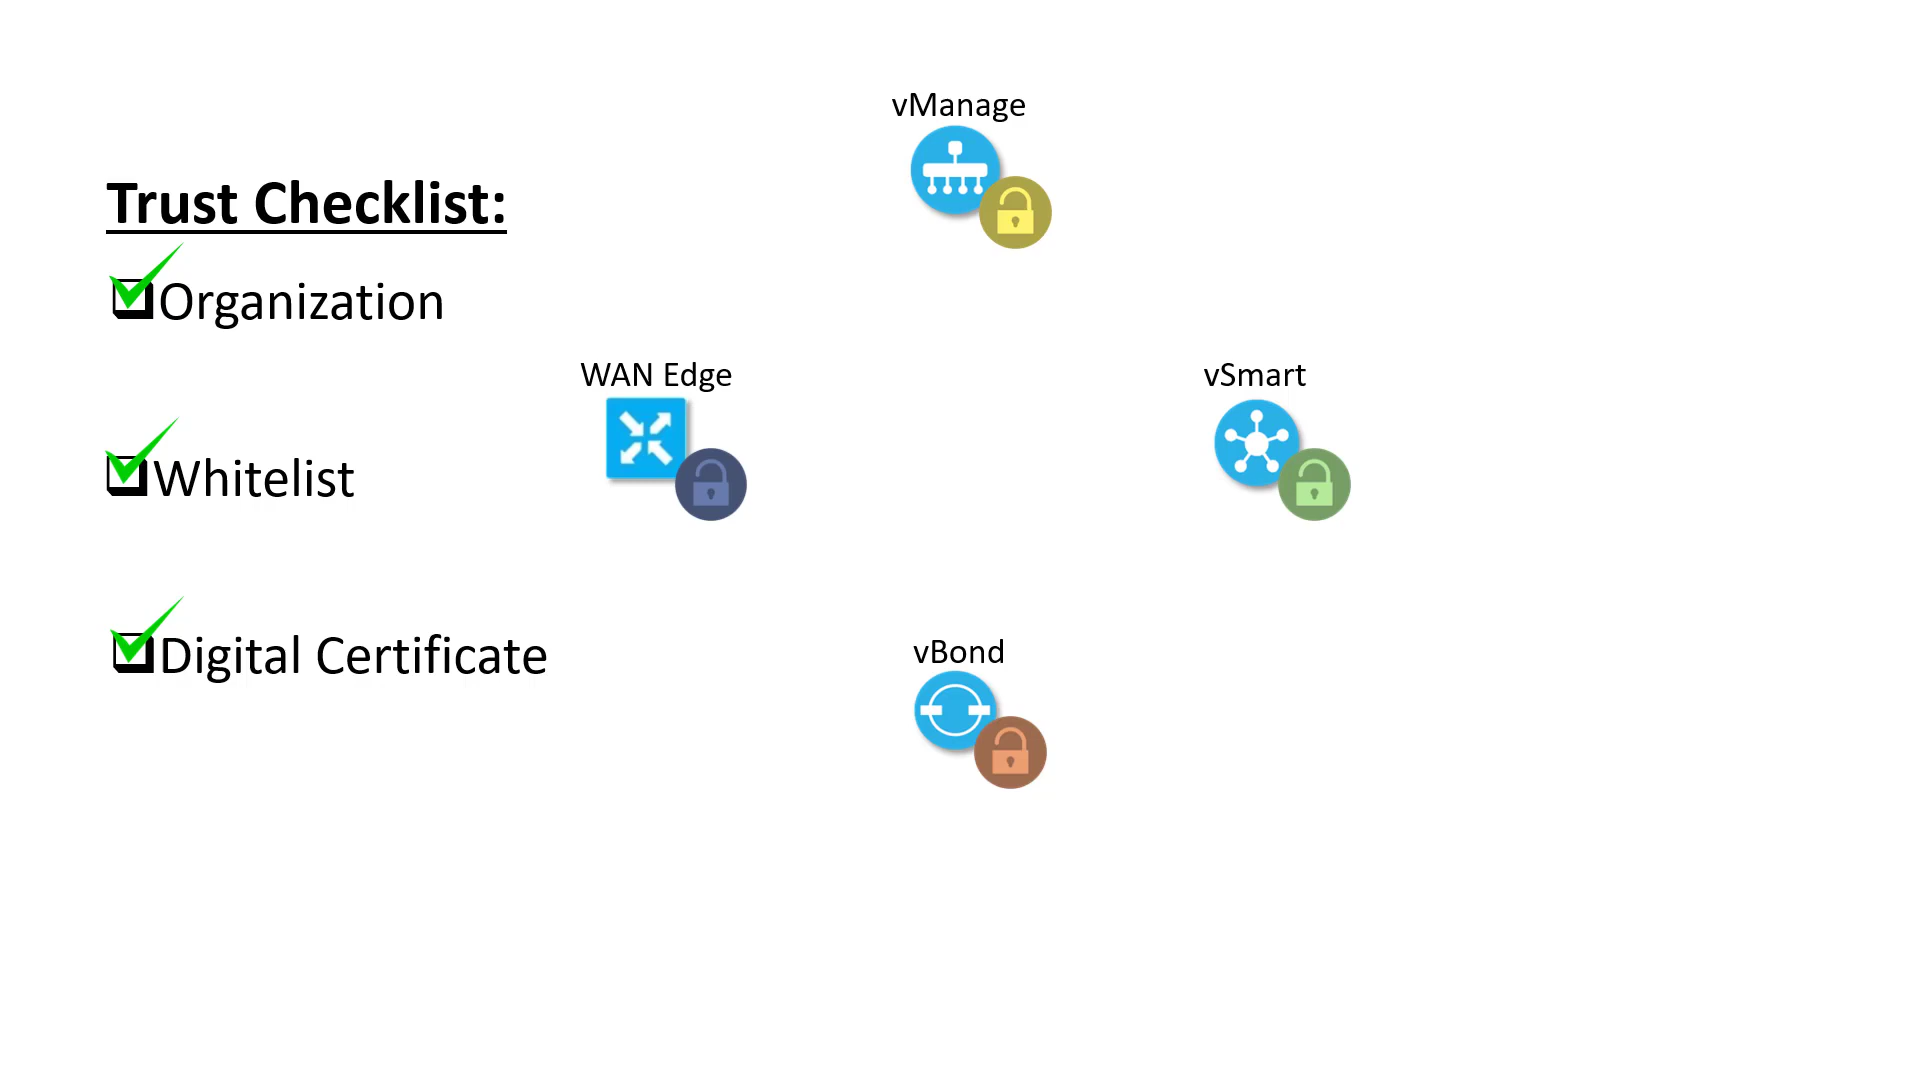 vManage
Trust Checklist:
Organization
WAN Edge
vSmart
Whitelist
vBond
Digital Certificate